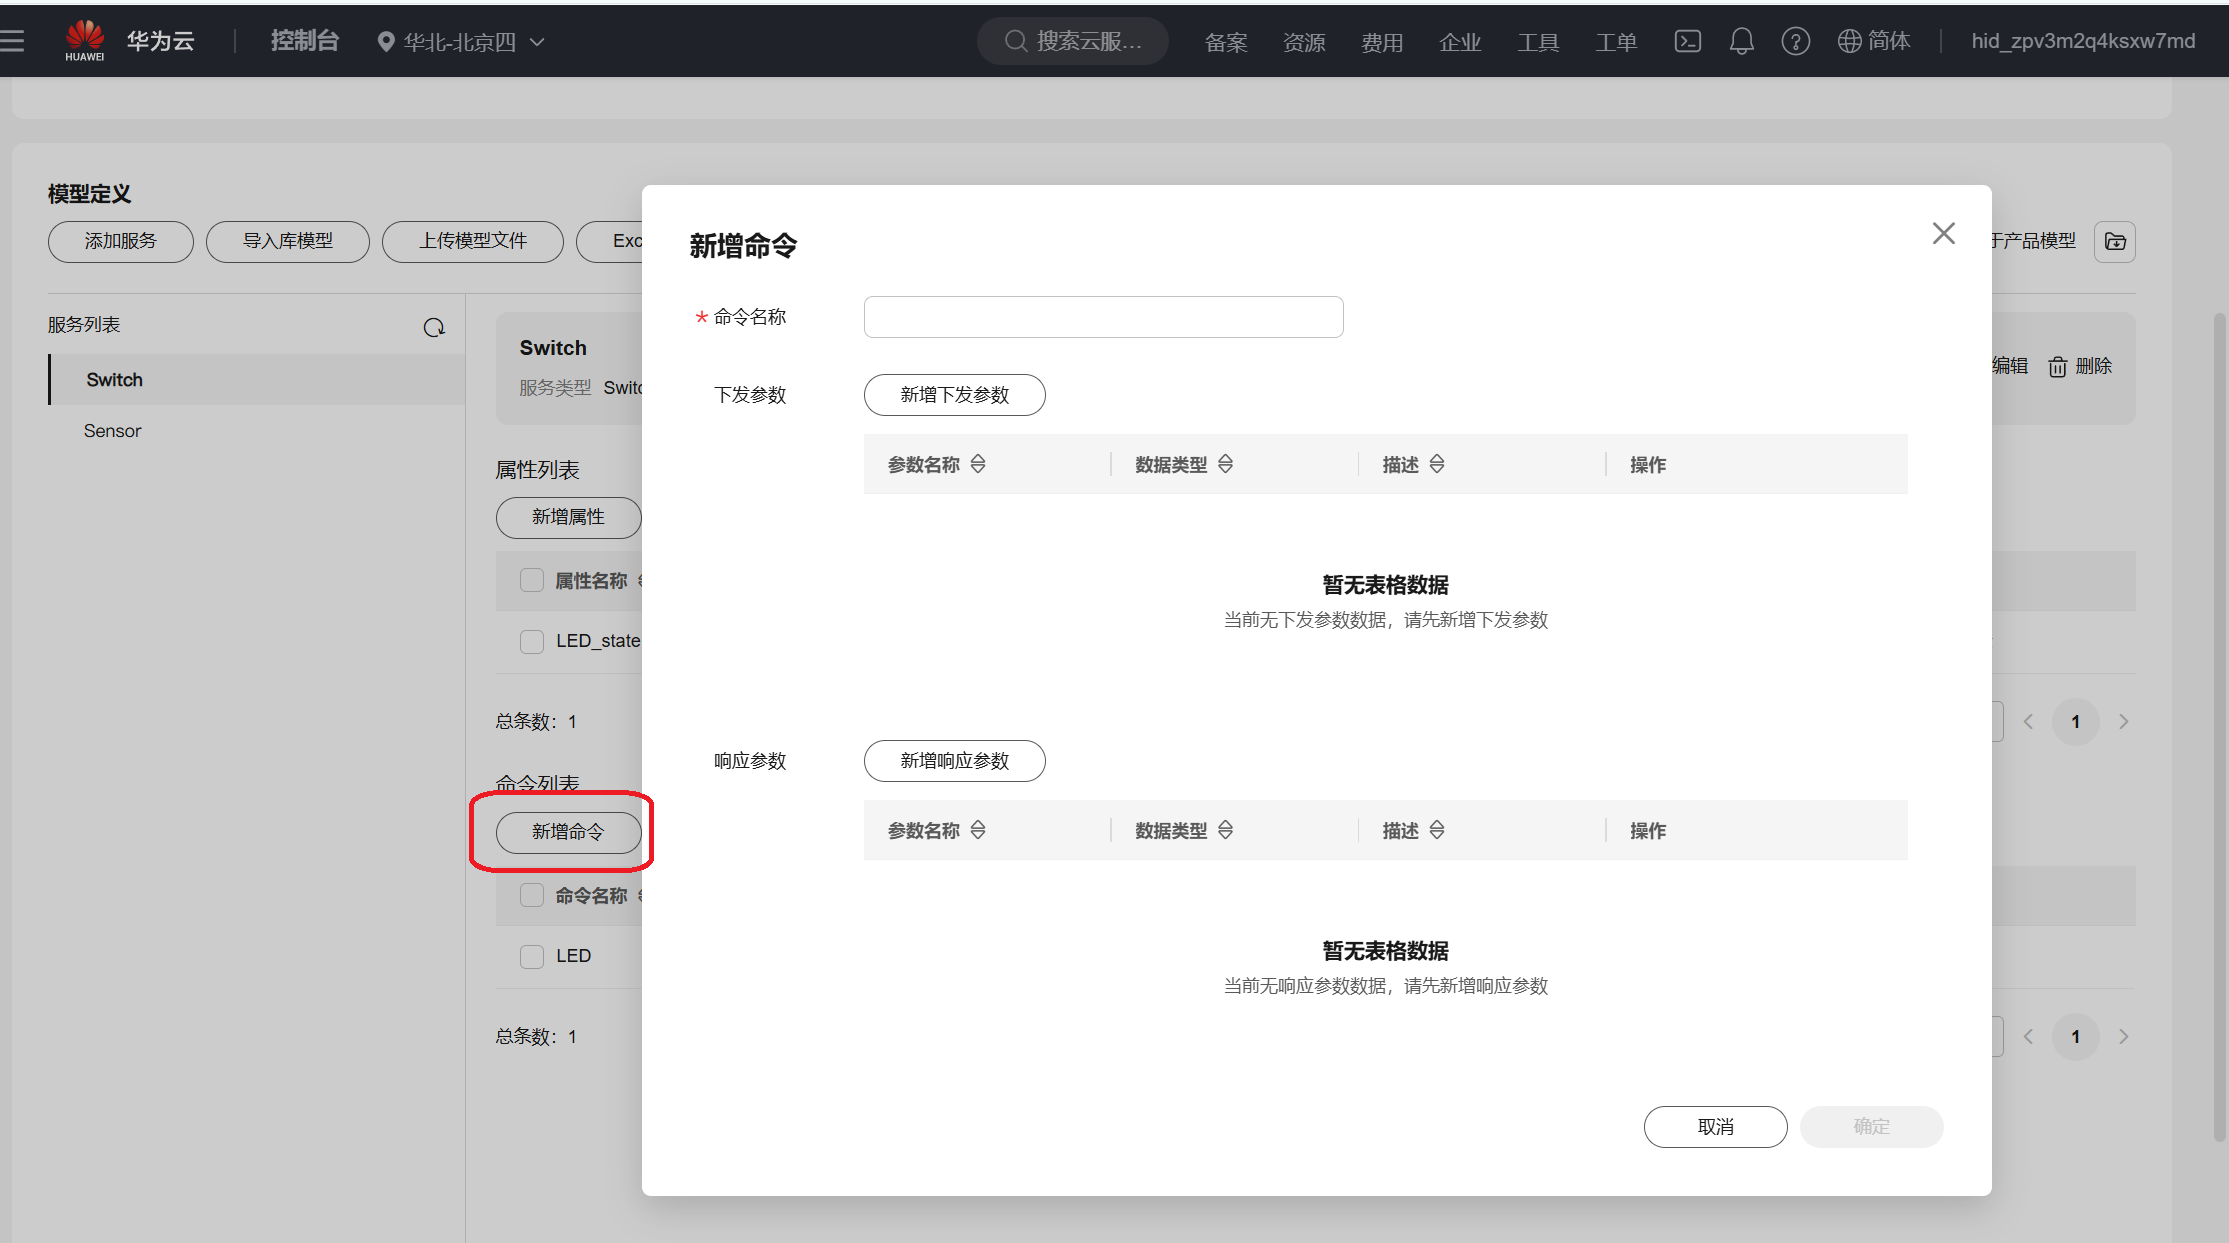 HUAWEI
华为云
控制台
华北-北京四
搜索云服...
备案
资源
费用
企业
工具
工单
简体
hid_zpv3m2q4ksxw7md
模型定义
添加服务
导入库模型
上传模型文件
Exc
于产品模型
服务列表
Switch
Sensor
Switch
服务类型 Switc
编辑
删除
属性列表
新增属性
属性名称
LED_state
总条数：1
1
命令列表
新增命令
命令名称
LED
总条数：1
1
新增命令
* 命令名称
下发参数
新增下发参数
参数名称
数据类型
描述
操作
暂无表格数据
当前无下发参数数据，请先新增下发参数
响应参数
新增响应参数
参数名称
数据类型
描述
操作
暂无表格数据
当前无响应参数数据，请先新增响应参数
取消
确定